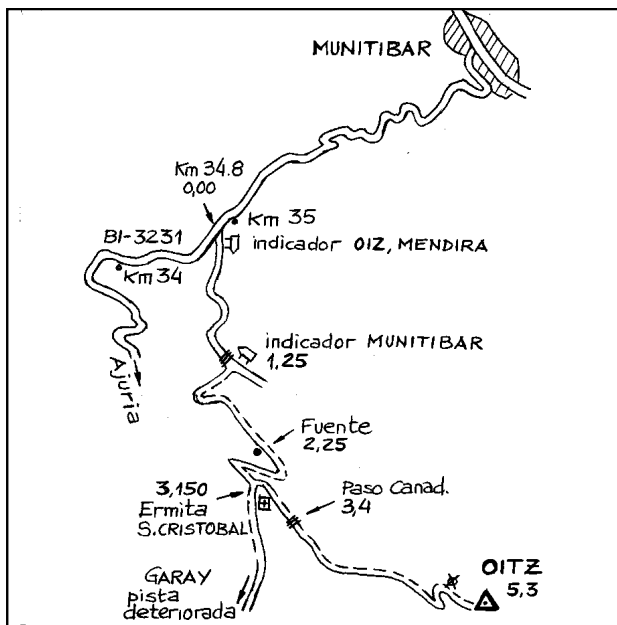 MUNITIBAR
Km 34.8
0,00
Km 35
BI-3231
indicador OIZ, MENDIRA
Km 34
indicador MUNITIBAR
1,25
Ajuria
Fuente
2,25
3,150
Ermita
S.CRISTOBAL
Paso Canad.
3,4
GARAY
pista
deteriorada
OITZ
5,3